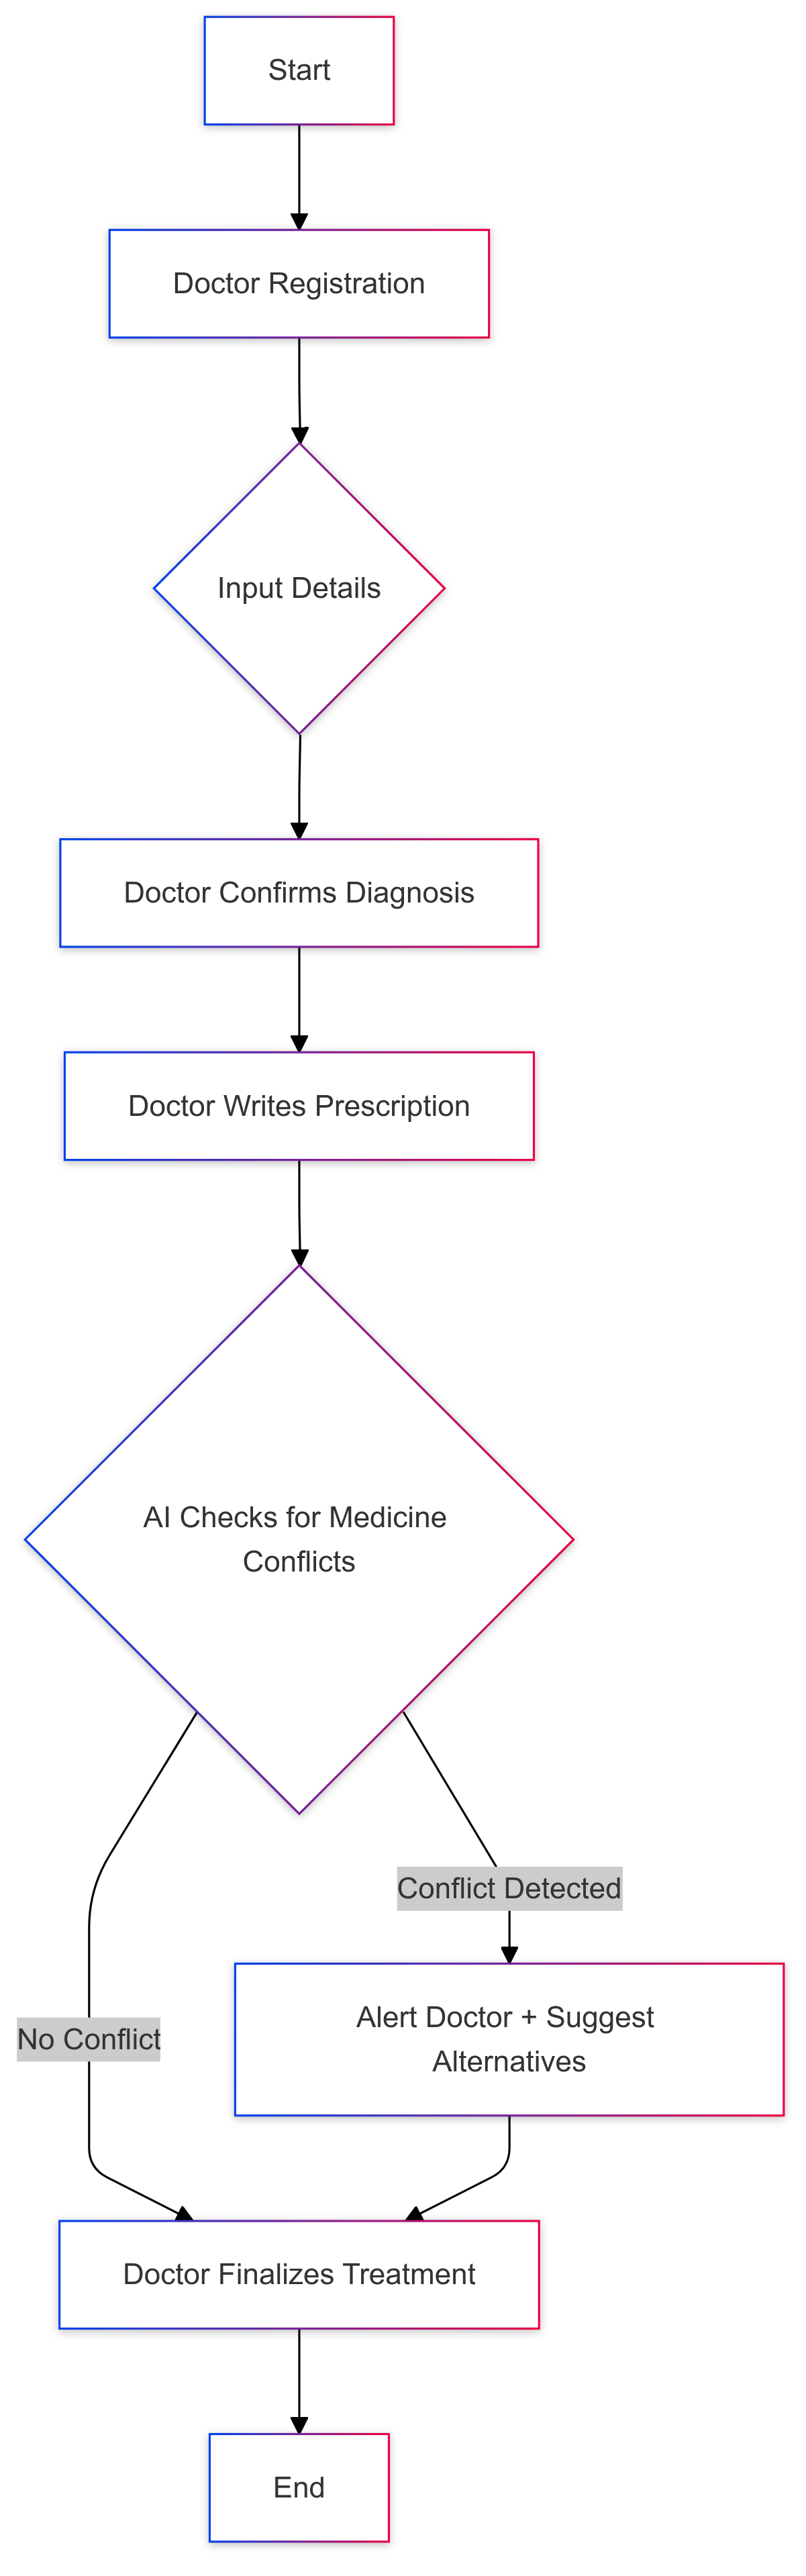 Start
Doctor Registration
Input Details
Doctor Confirms Diagnosis
Doctor Writes Prescription
AI Checks for Medicine
Conflicts
Conflict Detected
No Conflict
Alert Doctor + Suggest
Alternatives
Doctor Finalizes Treatment
End